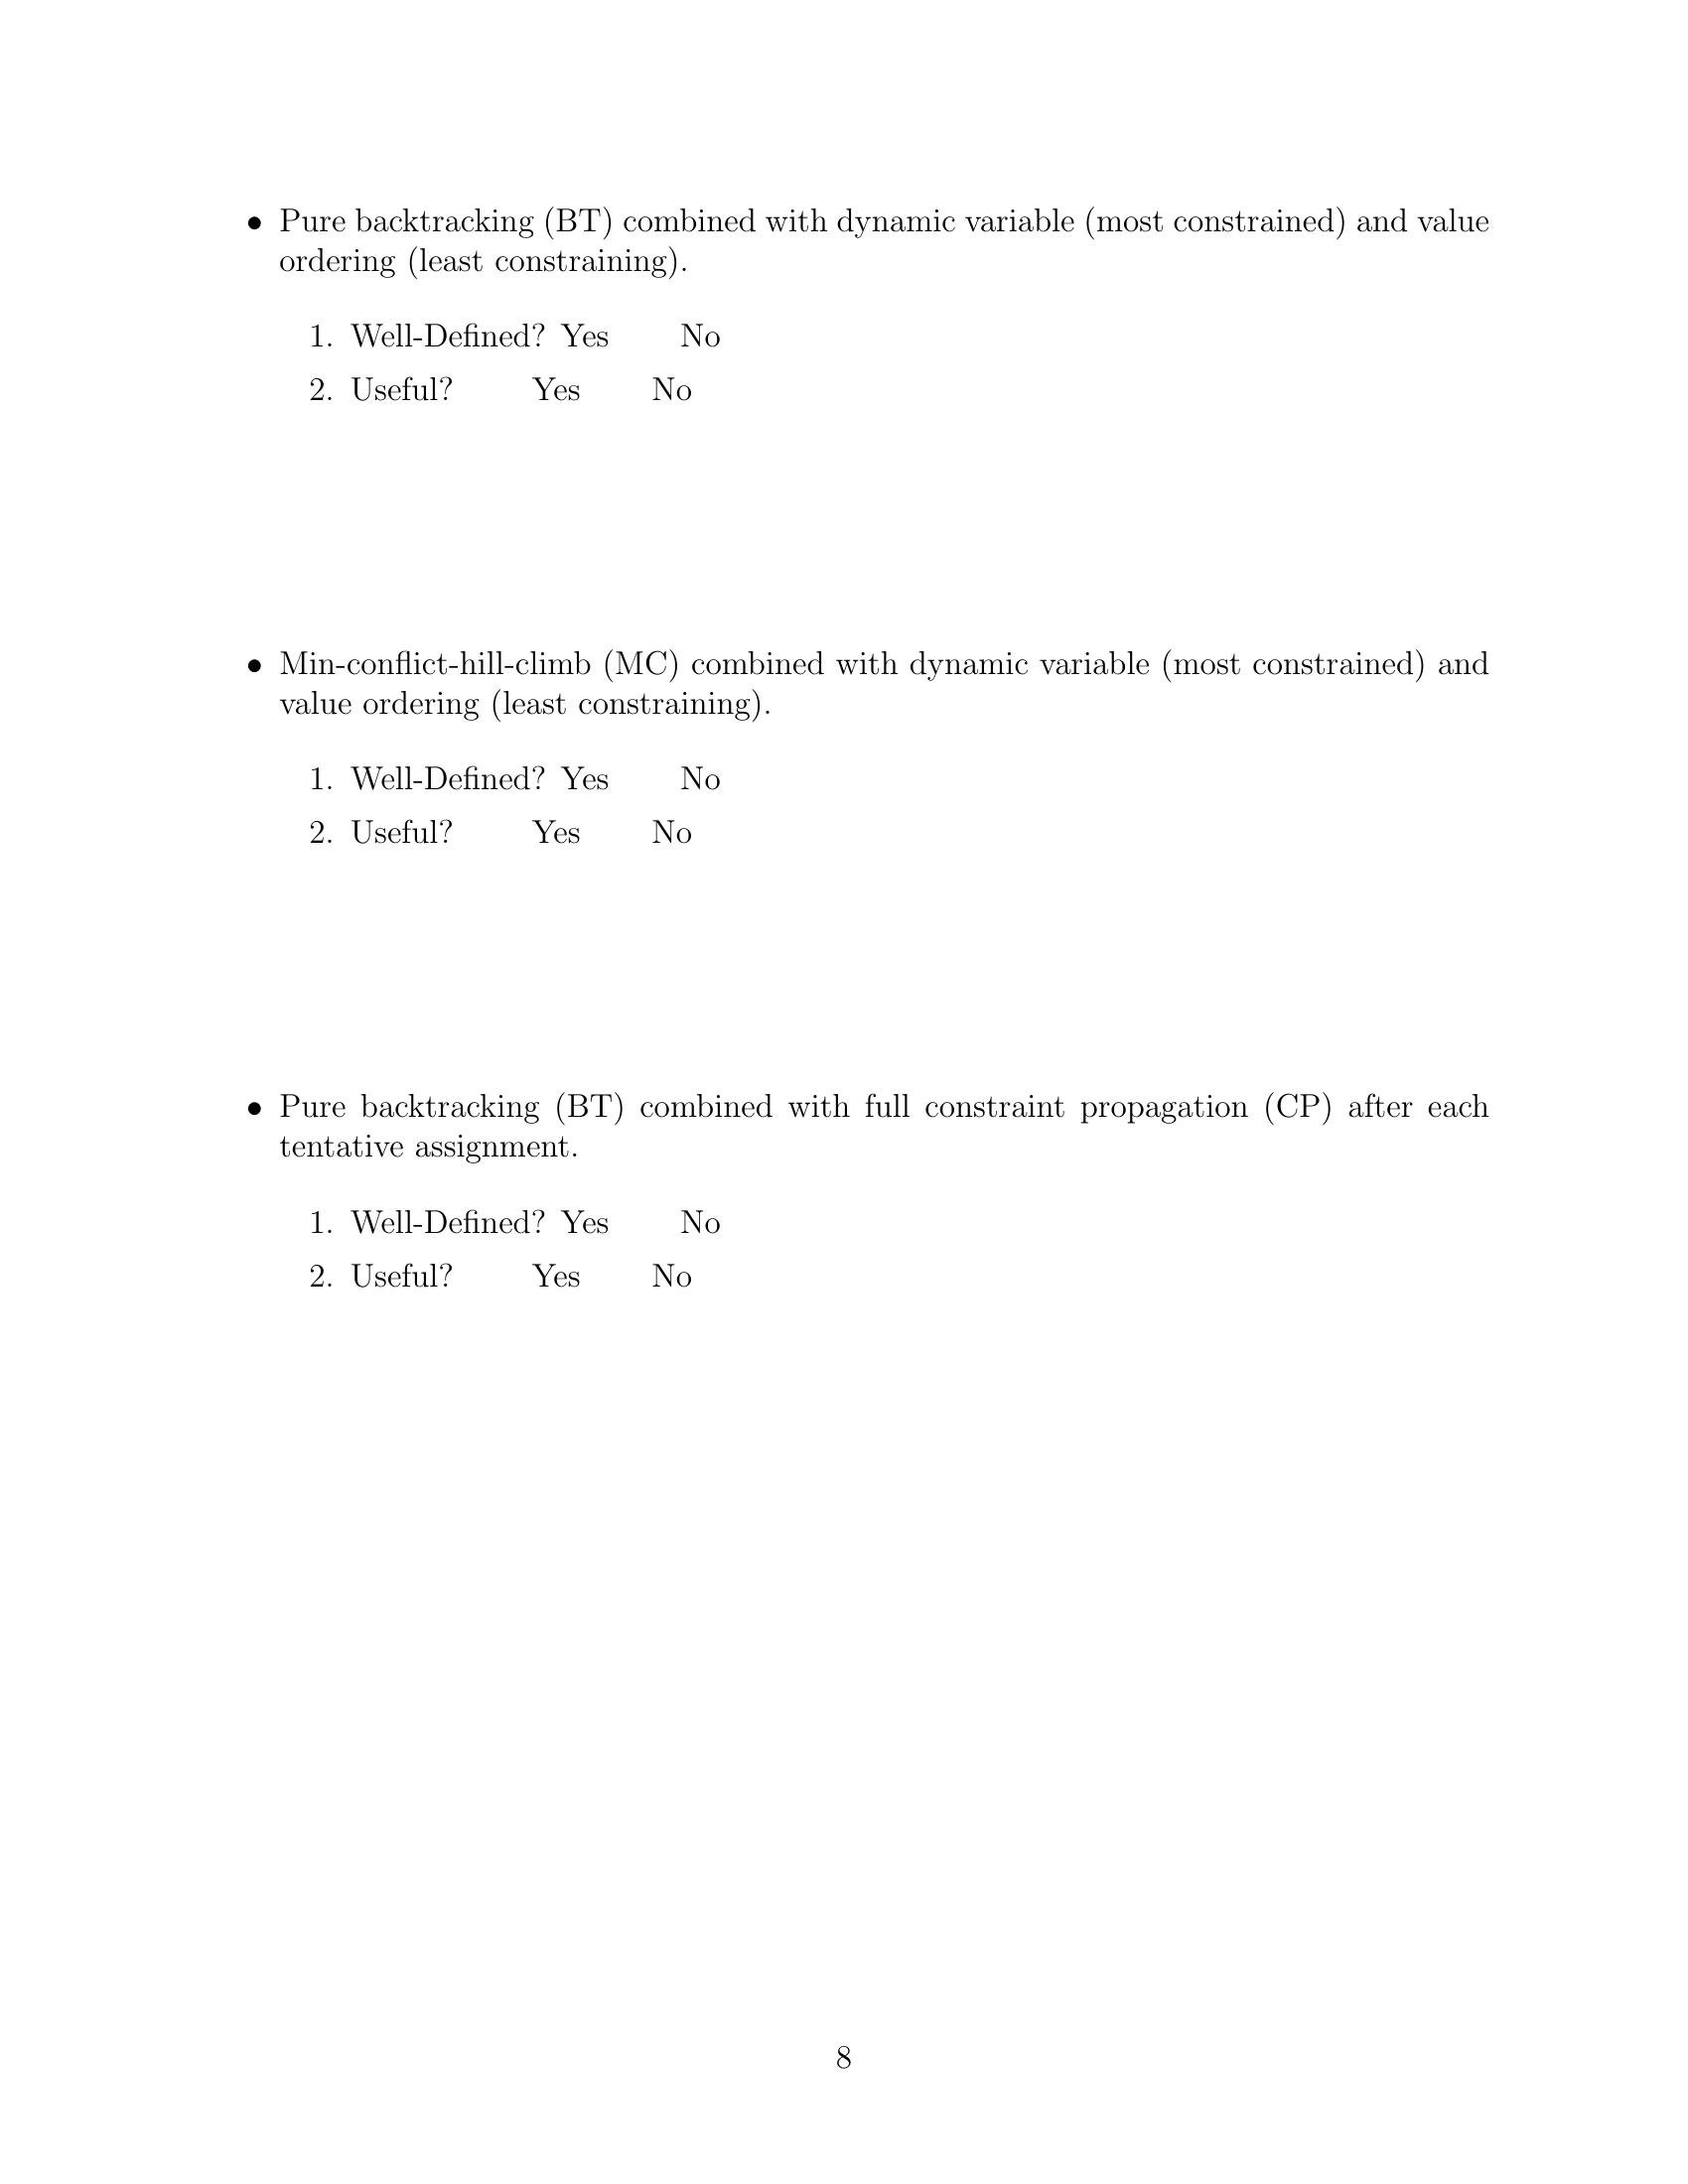 • Pure backtracking (BT) combined with dynamic variable (most constrained) and value
ordering (least constraining).
1. Well-Defined? Yes No
2. Useful? Yes No
• Min-conflict-hill-climb (MC) combined with dynamic variable (most constrained) and
value ordering (least constraining).
1. Well-Defined? Yes No
2. Useful? Yes No
• Pure backtracking (BT) combined with full constraint propagation (CP) after each
tentative assignment.
1. Well-Defined? Yes No
2. Useful? Yes No
8